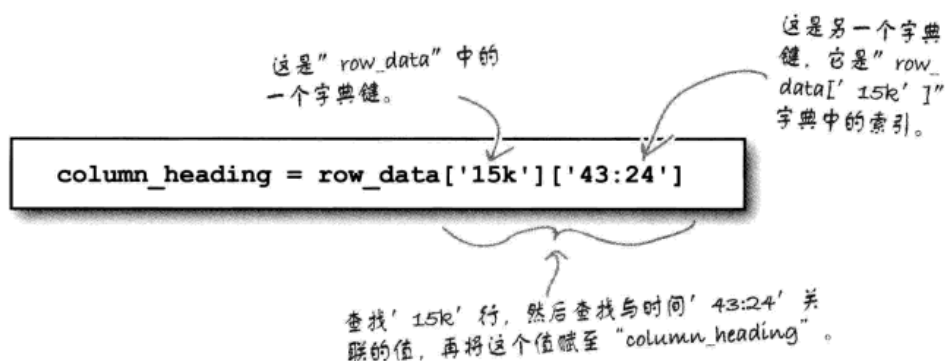 这是”row_data”中的
一个字典键。
这是另一个字典
键，它是”row_
data['15k']”
字典中的索引。
column_heading = row_data['15k']['43:24']
查找'15k'行，然后查找与时间'43:24'关
联的值，再将这个值赋至“column_heading”。